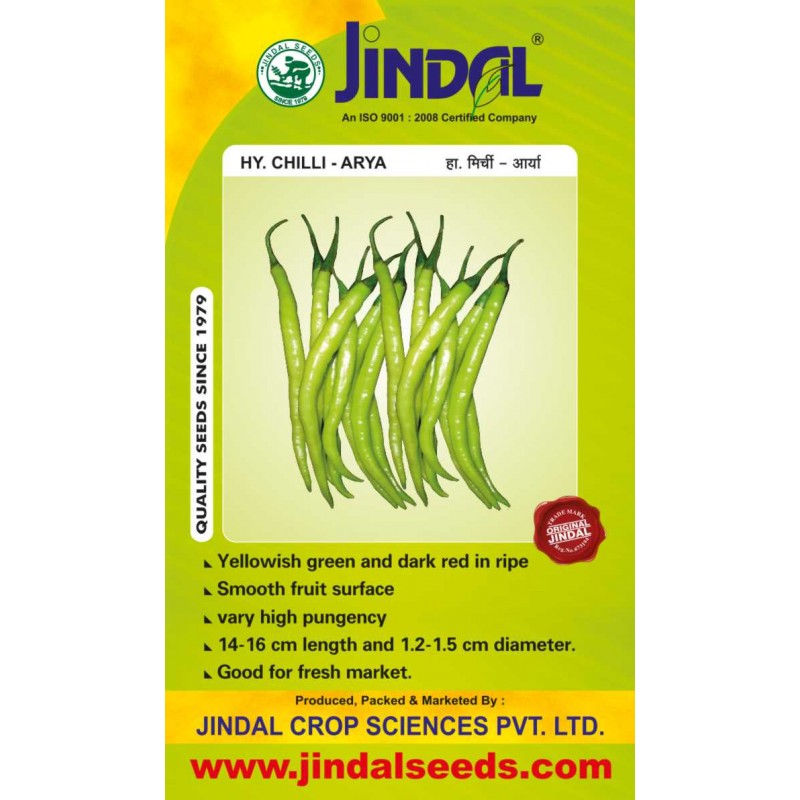 JINDAL SEEDS
SINCE 1979
JINDAL®
An ISO 9001 : 2008 Certified Company
HY. CHILLI - ARYA हा. मिर्ची – आर्या
QUALITY SEEDS SINCE 1979
TRADE MARK
ORIGINAL
JINDAL
Yellowish green and dark red in ripe
Smooth fruit surface
vary high pungency
14-16 cm length and 1.2-1.5 cm diameter.
Good for fresh market.
Produced, Packed & Marketed By :
JINDAL CROP SCIENCES PVT. LTD.
www.jindalseeds.com